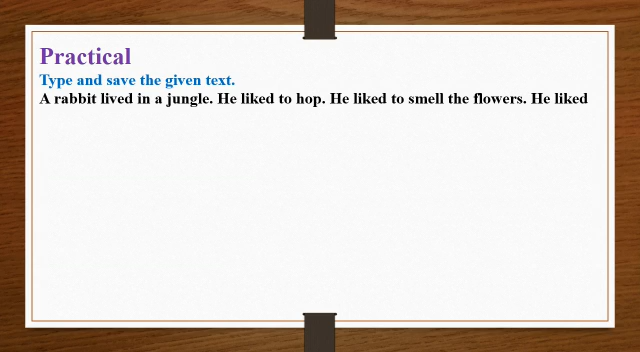 Practical
Type and save the given text.
A rabbit lived in a jungle. He liked to hop. He liked to smell the flowers. He liked